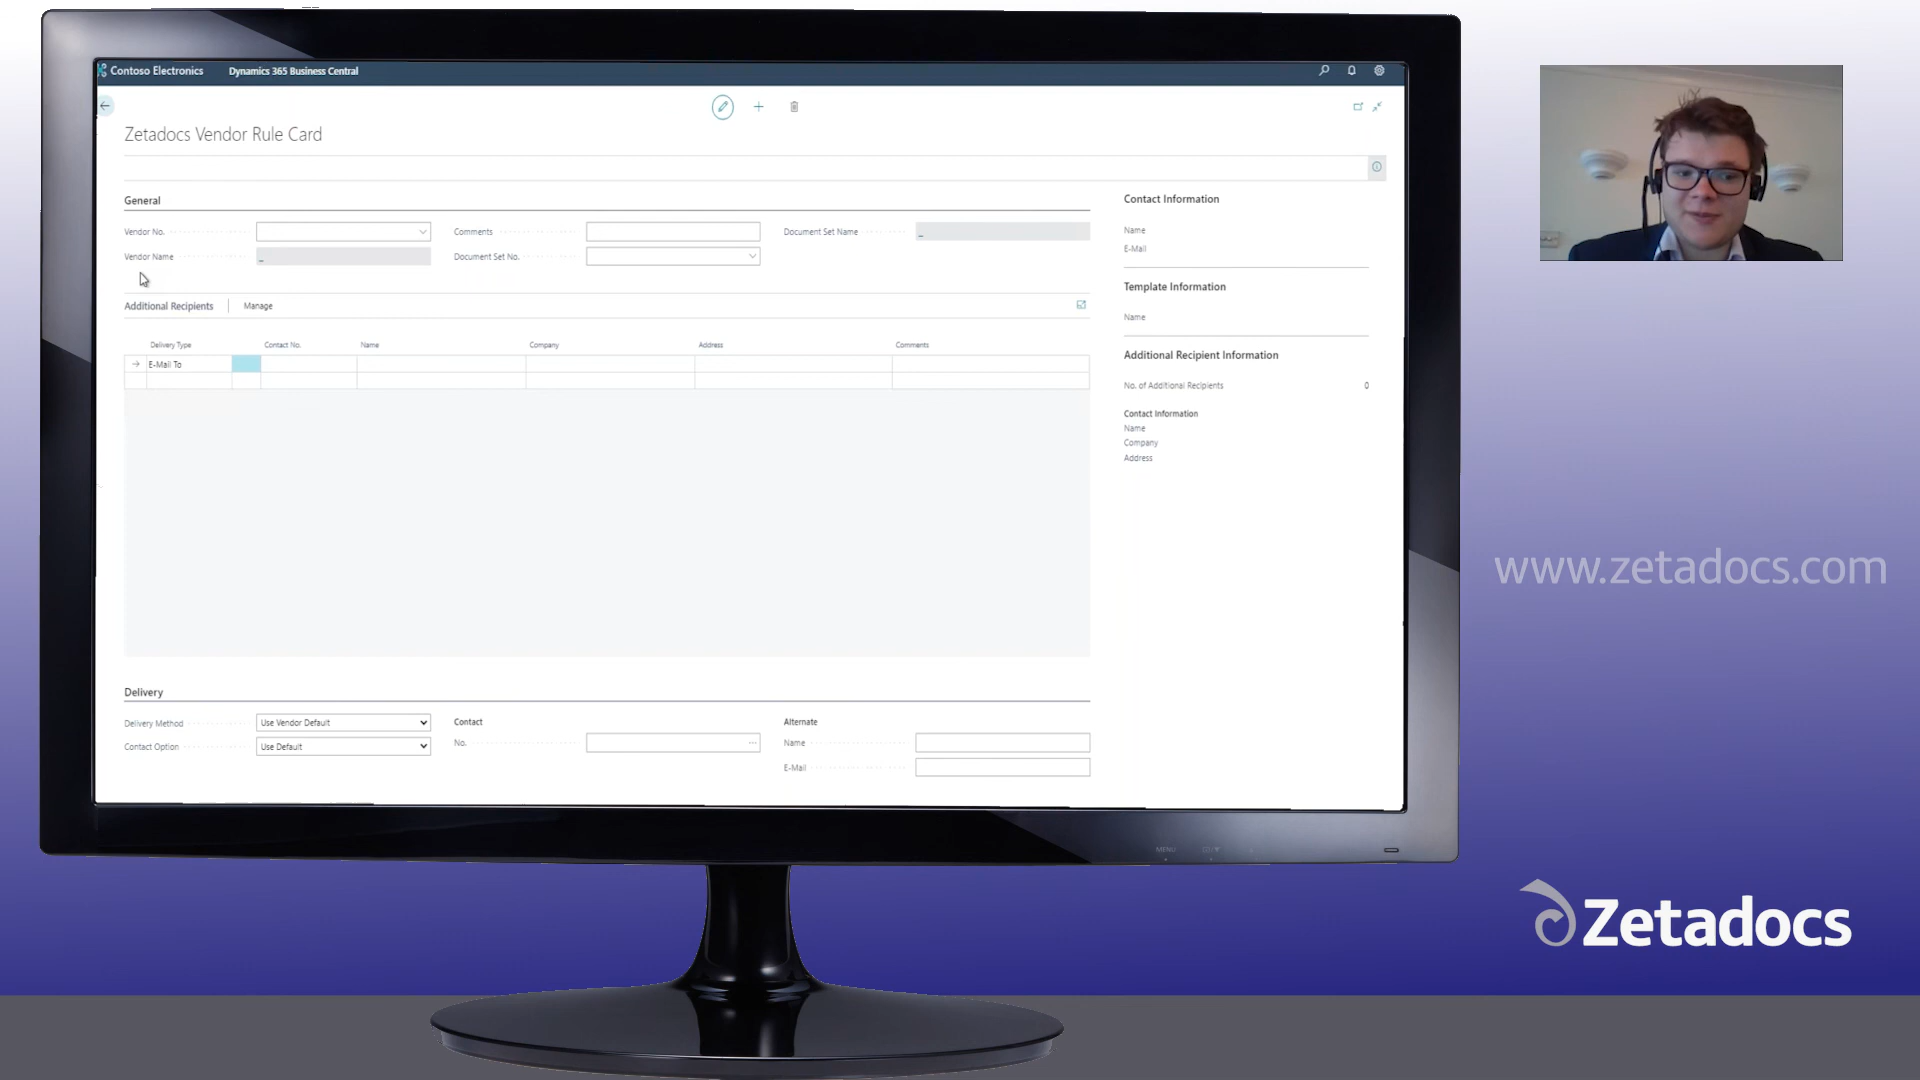 Contoso Electronics Dynamics 365 Business Central
Zetadocs Vendor Rule Card
General
Vendor No. Comments Document Set Name _
Vendor Name _ Document Set No.
Additional Recipients Manage
Delivery Type Contact No. Name Company Address Comments
E-Mail To
Delivery
Delivery Method Use Vendor Default Contact Alternate
Contact Option Use Default No. Name
E-Mail
Contact Information
Name
E-Mail
Template Information
Name
Additional Recipient Information
No. of Additional Recipients 0
Contact Information
Name
Company
Address
MENU
www.zetadocs.com
Zetadocs